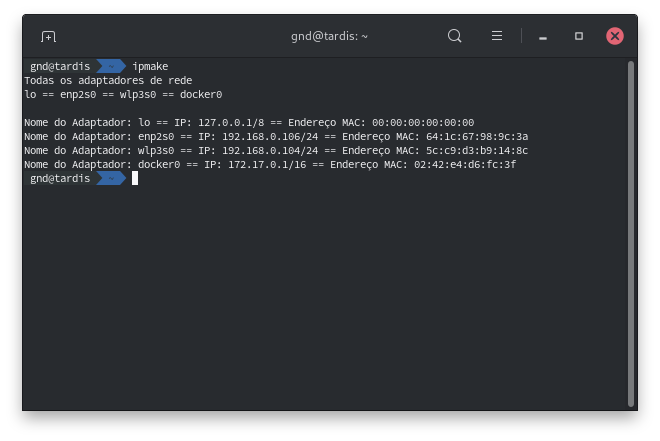 gnd@tardis: ~
gnd@tardis ~ ipmake
Todas os adaptadores de rede
lo == enp2s0 == wlp3s0 == docker0
Nome do Adaptador: lo == IP: 127.0.0.1/8 == Endereço MAC: 00:00:00:00:00:00
Nome do Adaptador: enp2s0 == IP: 192.168.0.106/24 == Endereço MAC: 64:1c:67:98:9c:3a
Nome do Adaptador: wlp3s0 == IP: 192.168.0.104/24 == Endereço MAC: 5c:c9:d3:b9:14:8c
Nome do Adaptador: docker0 == IP: 172.17.0.1/16 == Endereço MAC: 02:42:e4:d6:fc:3f
gnd@tardis ~